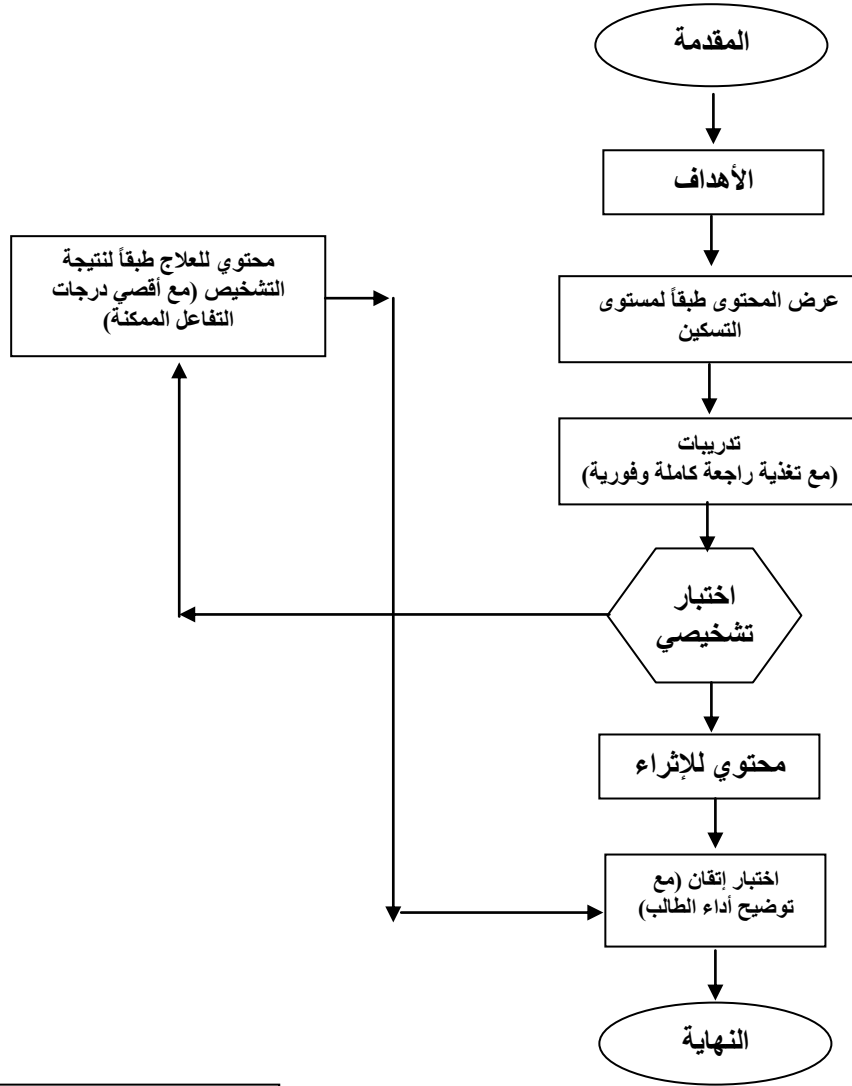 المقدمة
الأهداف
عرض المحتوى طبقاً لمستوى
التسكين
تدريبات
(مع تغذية راجعة كاملة وفورية)
اختبار
تشخيصي
محتوي للعلاج طبقاً لنتيجة
التشخيص (مع أقصي درجات
التفاعل الممكنة)
محتوي للإثراء
اختبار إتقان (مع
توضيح أداء الطالب)
النهاية